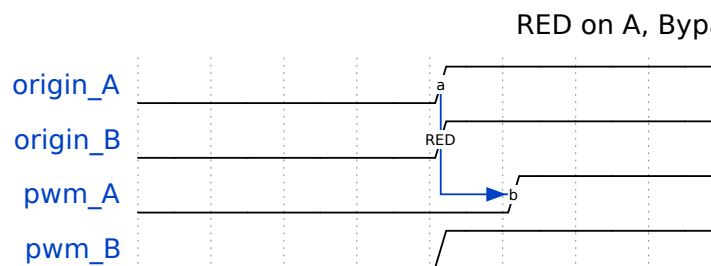 RED on A, Byp
origin_A
a
origin_B
RED
pwm_A
b
pwm_B